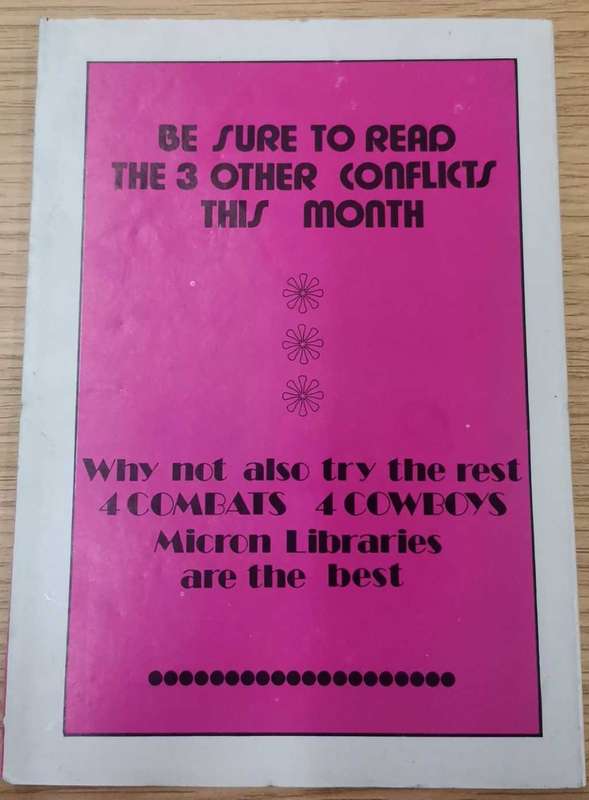 BE SURE TO READ
THE 3 OTHER CONFLICTS
THIS MONTH
Why not also try the rest
4 COMBATS 4 COWBOYS
Micron Libraries
are the best